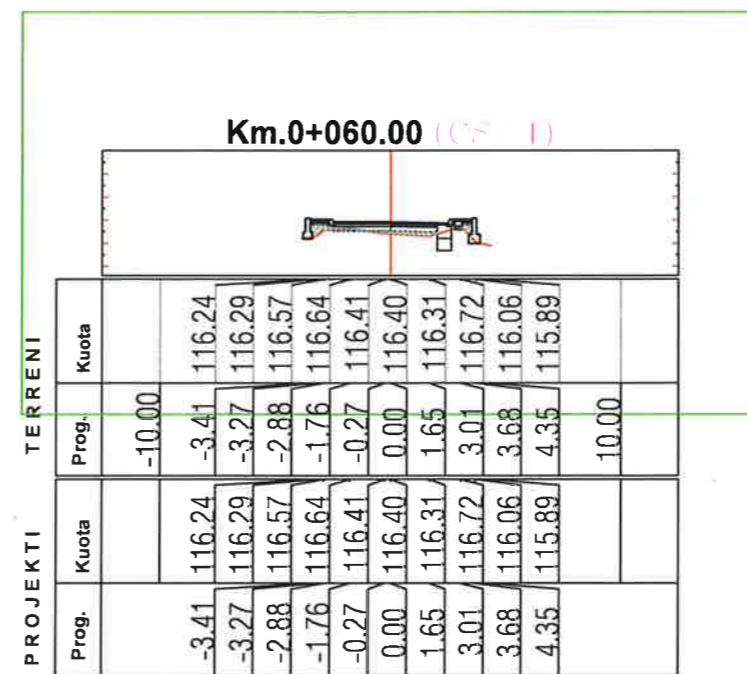 Km.0+060.00
TERRENI
Kuota 116.24 116.29 116.57 116.64 116.41 116.40 116.31 116.72 116.06 115.89
Prog. -10.00 -3.41 -3.27 -2.88 -1.76 -0.27 0.00 1.65 3.01 3.68 4.35 10.00
PROJEKTI
Kuota 116.24 116.29 116.57 116.64 116.41 116.40 116.31 116.72 116.06 115.89
Prog. -3.41 -3.27 -2.88 -1.76 -0.27 0.00 1.65 3.01 3.68 4.35